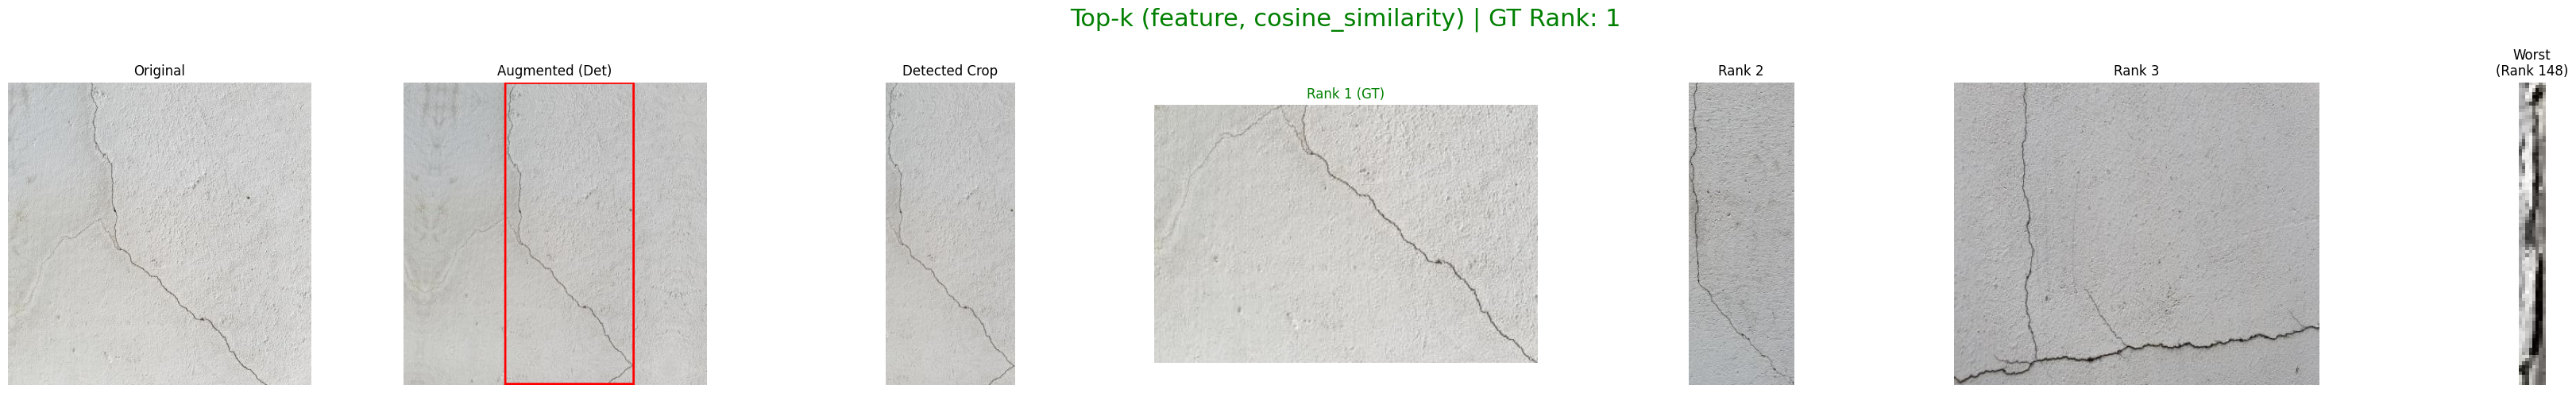 Top-k (feature, cosine_similarity) | GT Rank: 1
Original
Augmented (Det)
Detected Crop
Rank 1 (GT)
Rank 2
Rank 3
Worst
(Rank 148)